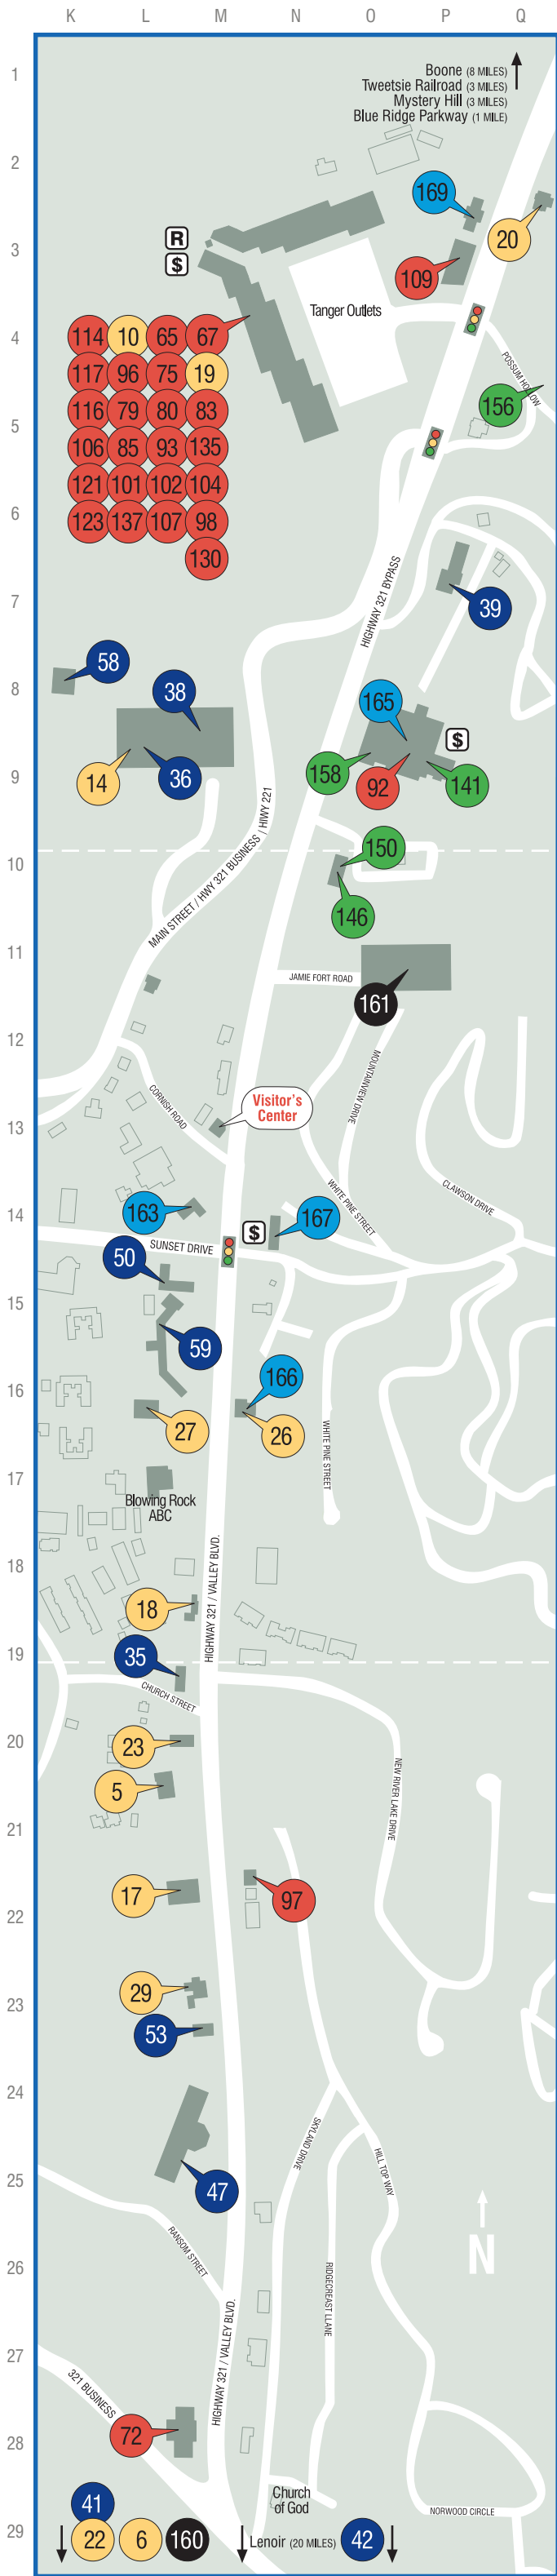 K L M N O P Q
1
Boone (8 MILES)
Tweetsie Railroad (3 MILES)
Mystery Hill (3 MILES)
Blue Ridge Parkway (1 MILE)
2
169
20
3
R
$
109
Tanger Outlets
4
114 10 65 67
117 96 75 19
POSSUM HOLLOW
116 79 80 83
156
5
106 85 93 135
121 101 102 104
6
123 137 107 98
130
HIGHWAY 321 BYPASS
7
39
58
8
38
165
$
14
36
9
158
92
141
MAIN STREET / HWY 321 BUSINESS / HIWY 221
10
150
146
11
JAMIE FORT ROAD
161
12
MOUNTAINVIEW DRIVE
CORNISH ROAD
Visitor's
Center
13
WHITE PINE STREET
CLAWSON DRIVE
14
163
$
167
SUNSET DRIVE
50
15
59
16
166
27
26
WHITE PINE STREET
17
Blowing Rock
ABC
18
HIGHWAY 321 / VALLEY BLVD.
18
19
35
CHURCH STREET
20
23
NEW RIVER LAKE DRIVE
5
21
17
97
22
29
23
53
24
SKYLAND DRIVE
HILL TOP WAY
25
47
RANSOM STREET
N
26
RIDGECREAST LLANE
27
HIGHWAY 321 / VALLEY BLVD.
321 BUSINESS
72
28
41
Church
of God
NORWOOD CIRCLE
29
22 6 160
Lenoir (20 MILES)
42